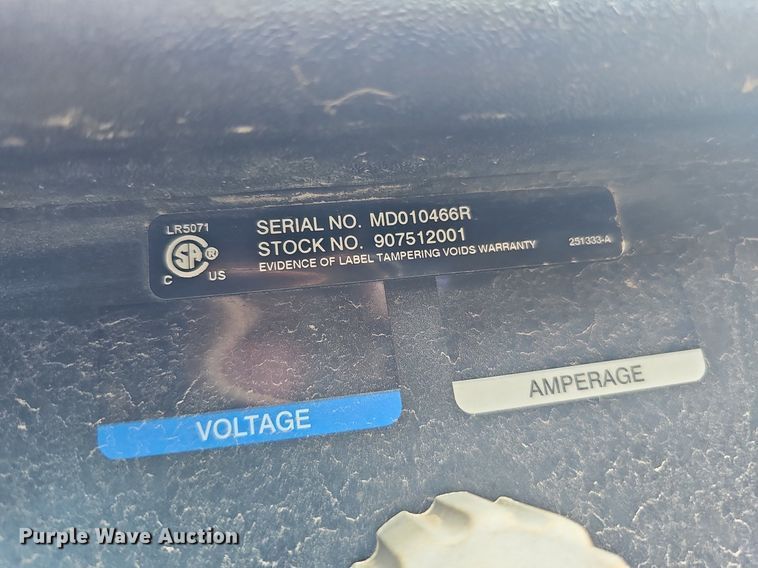 LR5071
SERIAL NO. MD010466R
STOCK NO. 907512001
EVIDENCE OF LABEL TAMPERING VOIDS WARRANTY
251333-A
CSA®
C US
VOLTAGE
AMPERAGE
Purple Wave Auction